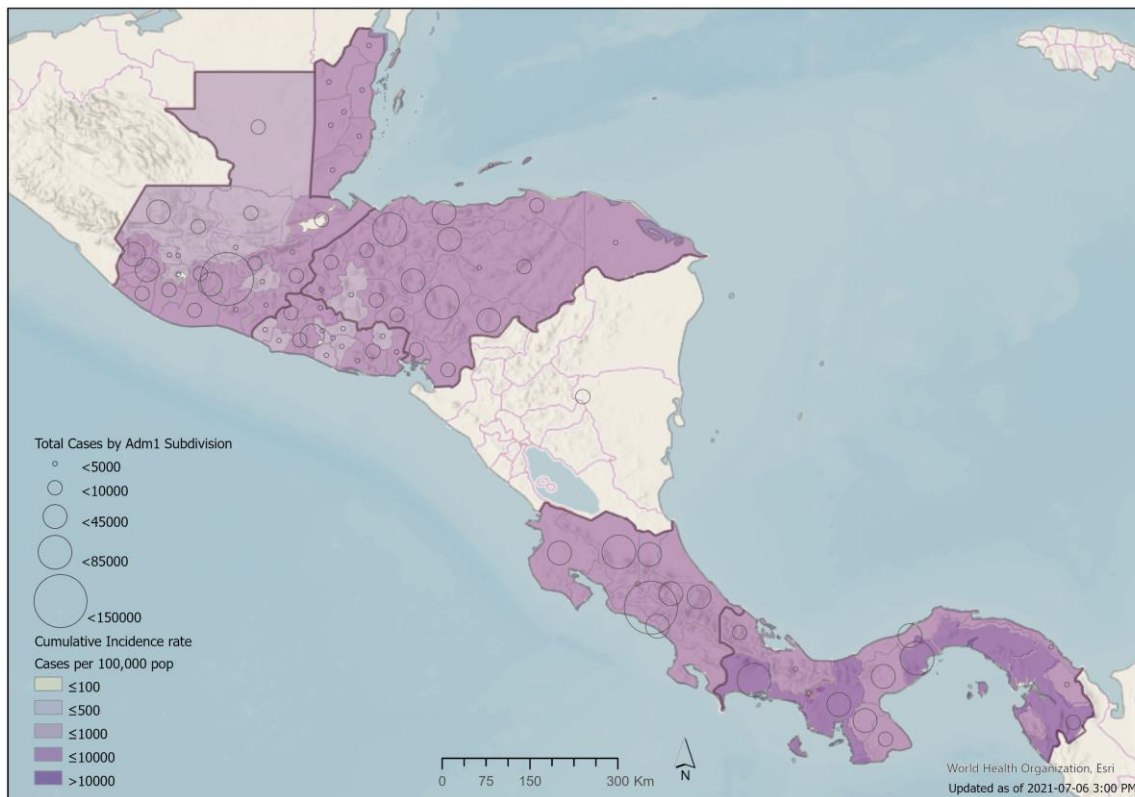 Total Cases by Adm1 Subdivision
<5000
<10000
<45000
<85000
<150000
Cumulative Incidence rate
Cases per 100,000 pop
≤100
≤500
≤1000
≤10000
>10000
0 75 150 300 Km
N
World Health Organization, Esri
Updated as of 2021-07-06 3:00 PM